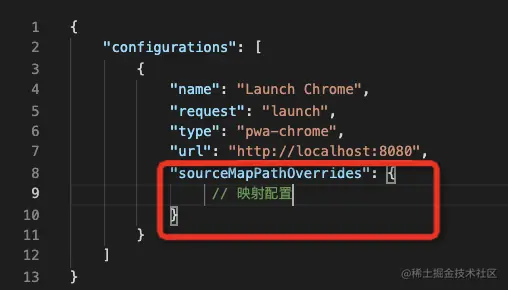 1 {
2 "configurations": [
3 {
4 "name": "Launch Chrome",
5 "request": "launch",
6 "type": "pwa-chrome",
7 "url": "http://localhost:8080",
8 "sourceMapPathOverrides": {
9 // 映射配置
10 }
11 }
12 ]
13 }
@稀土掘金技术社区